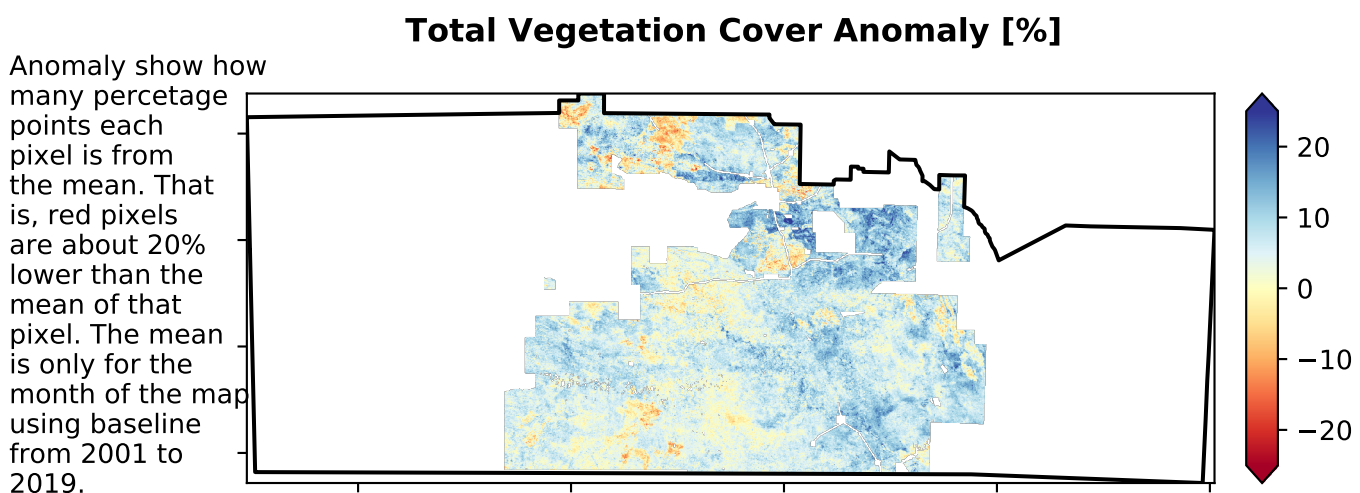 Total Vegetation Cover Anomaly [%]
Anomaly show how
many percetage
points each
pixel is from
the mean. That
is, red pixels
are about 20%
lower than the
mean of that
pixel. The mean
is only for the
month of the map
using baseline
from 2001 to
2019.
20
10
0
−10
−20